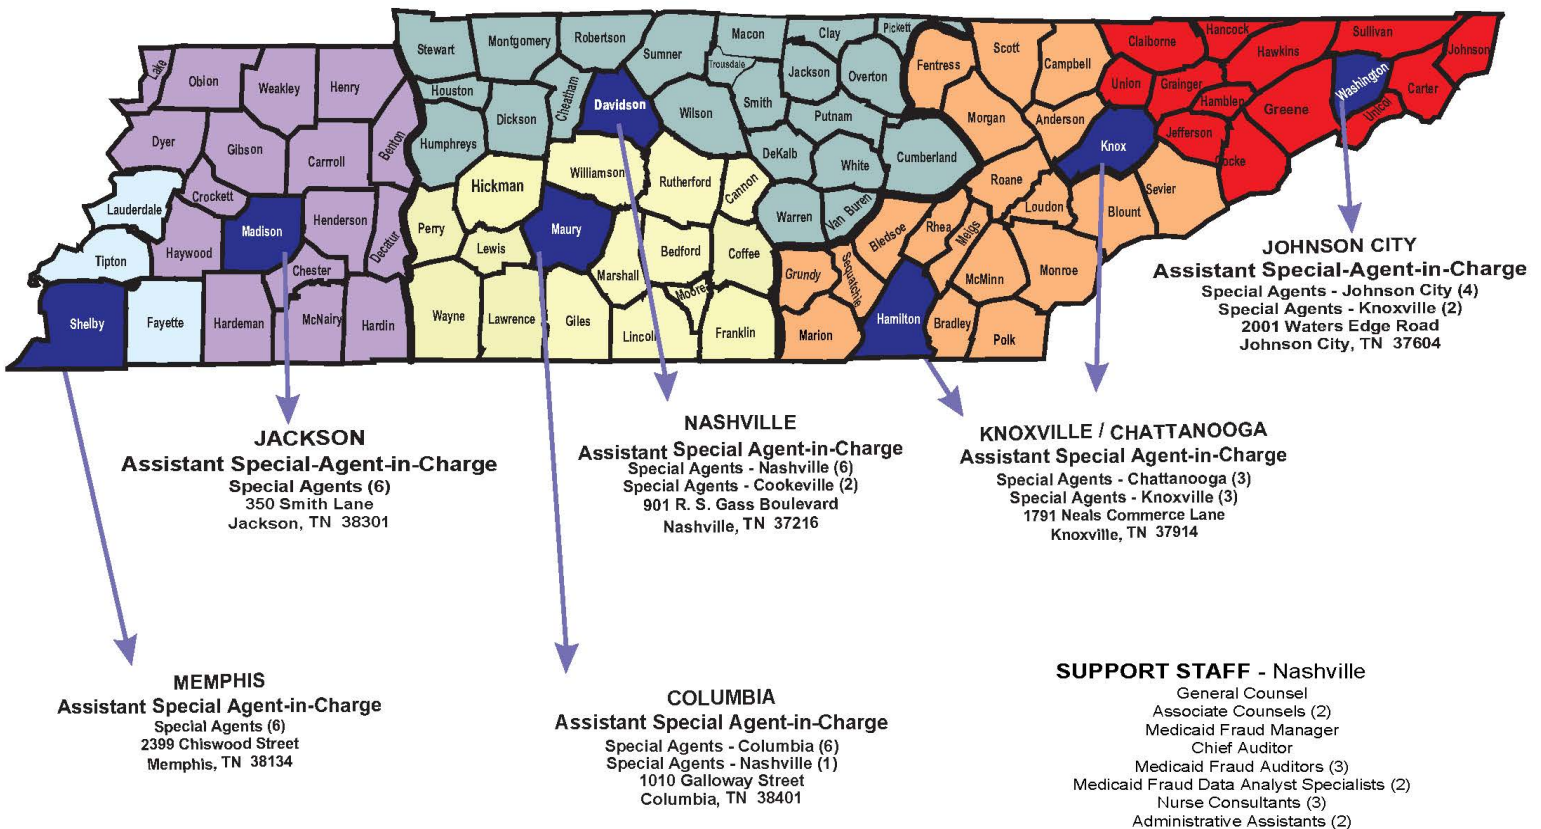 Lake
Obion
Weakley
Henry
Stewart
Montgomery
Robertson
Sumner
Macon
Trousdale
Clay
Pickett
Jackson
Overton
Fentress
Scott
Campbell
Claiborne
Hancock
Hawkins
Sullivan
Johnson
Union
Grainger
Hamblen
Greene
Washington
Carter
Unicoi
Dyer
Gibson
Carrroll
Benton
Houston
Humphreys
Dickson
Cheatham
Davidson
Wilson
Smith
Putnam
DeKalb
White
Cumberland
Morgan
Anderson
Knox
Jefferson
Cocke
Lauderdale
Crockett
Haywood
Madison
Henderson
Decatur
Perry
Hickman
Williamson
Rutherford
Cannon
Warren
Van Buren
Bledsoe
Rhea
Meigs
Roane
Loudon
Blount
Sevier
Tipton
Chester
Lewis
Maury
Marshall
Bedford
Coffee
Moore
Grundy
Sequatchie
McMinn
Monroe
Shelby
Fayette
Hardeman
McNairy
Hardin
Wayne
Lawrence
Giles
Lincoln
Franklin
Marion
Hamilton
Bradley
Polk
JOHNSON CITY
Assistant Special-Agent-in-Charge
Special Agents - Johnson City (4)
Special Agents - Knoxville (2)
2001 Waters Edge Road
Johnson City, TN 37604
JACKSON
Assistant Special-Agent-in-Charge
Special Agents (6)
350 Smith Lane
Jackson, TN 38301
NASHVILLE
Assistant Special Agent-in-Charge
Special Agents - Nashville (6)
Special Agents - Cookeville (2)
901 R. S. Gass Boulevard
Nashville, TN 37216
KNOXVILLE / CHATTANOOGA
Assistant Special Agent-in-Charge
Special Agents - Chattanooga (3)
Special Agents - Knoxville (3)
1791 Neals Commerce Lane
Knoxville, TN 37914
MEMPHIS
Assistant Special Agent-in-Charge
Special Agents (6)
2399 Chiswood Street
Memphis, TN 38134
COLUMBIA
Assistant Special Agent-in-Charge
Special Agents - Columbia (6)
Special Agents - Nashville (1)
1010 Galloway Street
Columbia, TN 38401
SUPPORT STAFF - Nashville
General Counsel
Associate Counsels (2)
Medicaid Fraud Manager
Chief Auditor
Medicaid Fraud Auditors (3)
Medicaid Fraud Data Analyst Specialists (2)
Nurse Consultants (3)
Administrative Assistants (2)